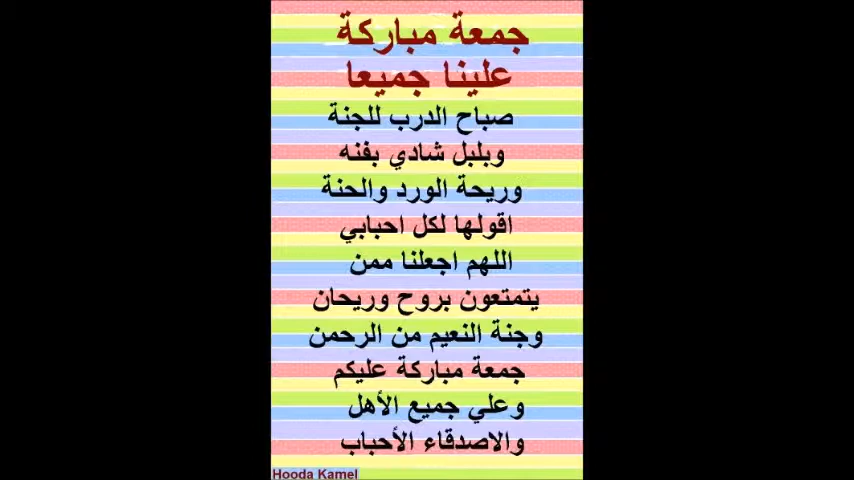 جمعة مباركة
علينا جميعا
صباح الدرب للجنة
وبلبل شادي بفنه
وريحة الورد والحنة
اقولها لكل احبابي
اللهم اجعلنا ممن
يتمتعون بروح وريحان
وجنة النعيم من الرحمن
جمعة مباركة عليكم
وعلي جميع الأهل
والاصدقاء الأحباب
Hooda Kamel